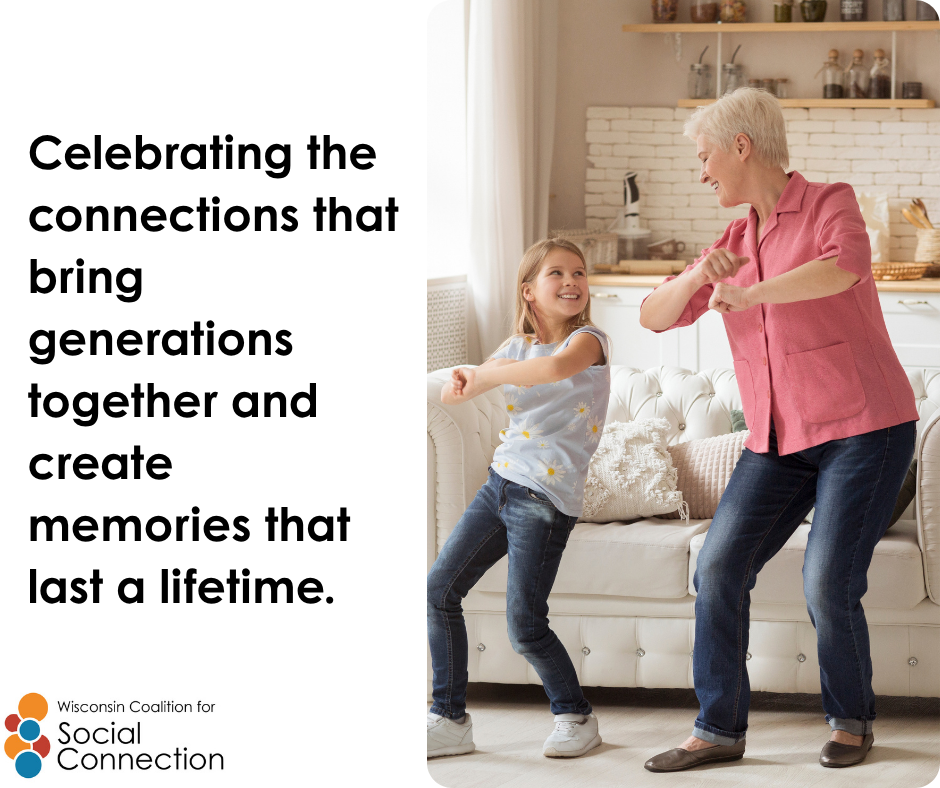 Celebrating the
connections that
bring
generations
together and
create
memories that
last a lifetime.
Wisconsin Coalition for
Social
Connection